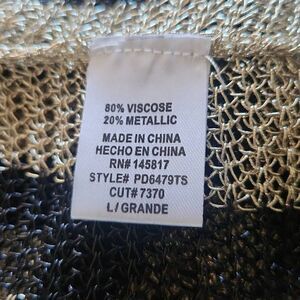 80% VISCOSE
20% METALLIC
MADE IN CHINA
HECHO EN CHINA
RN# 145817
STYLE# PD6479TS
CUT# 7370
L / GRANDE